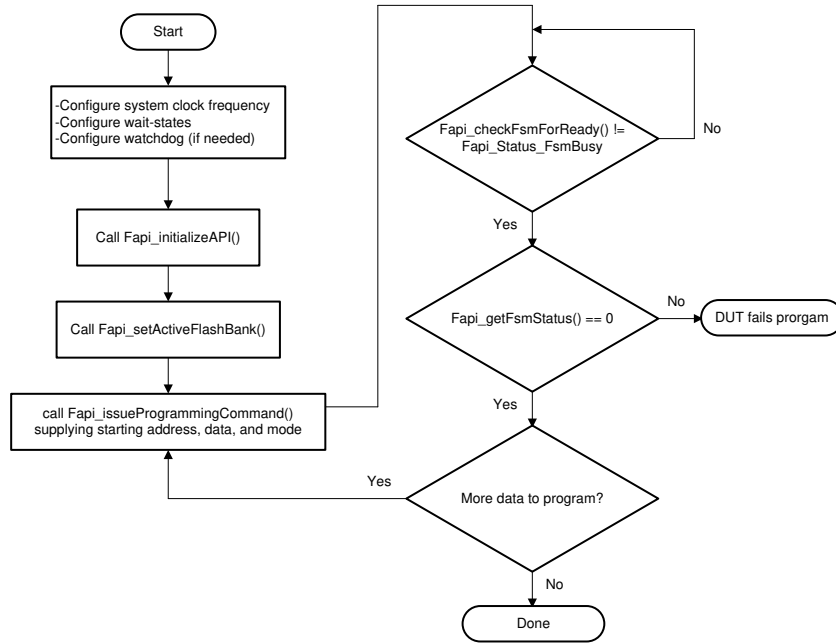 Start
-Configure system clock frequency
-Configure wait-states
-Configure watchdog (if needed)
Call Fapi_initializeAPI()
Call Fapi_setActiveFlashBank()
call Fapi_issueProgrammingCommand()
supplying starting address, data, and mode
Fapi_checkFsmForReady() !=
Fapi_Status_FsmBusy
No
Yes
Fapi_getFsmStatus() == 0
No
DUT fails prorgam
Yes
More data to program?
Yes
No
Done